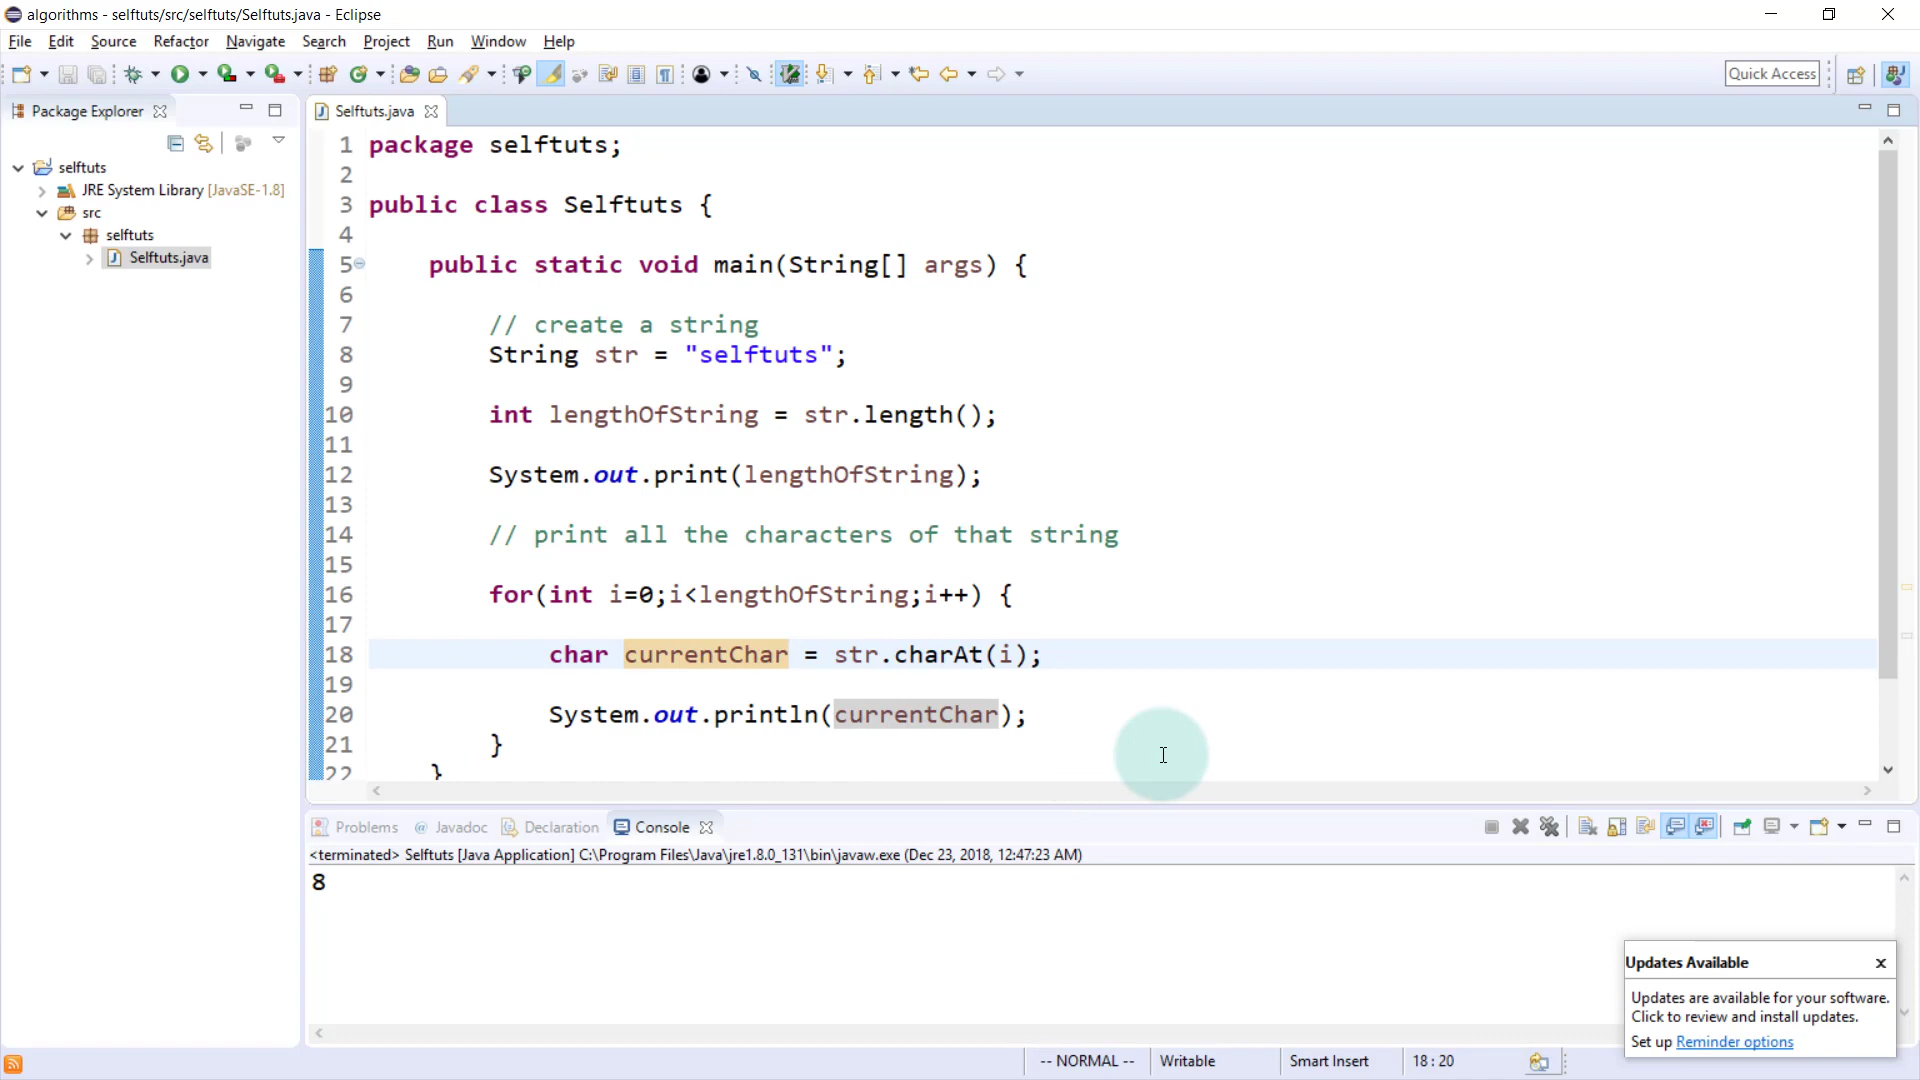 algorithms - selftuts/src/selftuts/Selftuts.java - Eclipse
File Edit Source Refactor Navigate Search Project Run Window Help
Quick Access
Package Explorer
selftuts
JRE System Library [JavaSE-1.8]
src
selftuts
Selftuts.java
Selftuts.java
1 package selftuts;
2
3 public class Selftuts {
4
5 public static void main(String[] args) {
6
7 // create a string
8 String str = "selftuts";
9
10 int lengthOfString = str.length();
11
12 System.out.print(lengthOfString);
13
14 // print all the characters of that string
15
16 for(int i=0;i<lengthOfString;i++) {
17
18 char currentChar = str.charAt(i);
19
20 System.out.println(currentChar);
21 }
22 }
Problems @ Javadoc Declaration Console
<terminated> Selftuts [Java Application] C:\Program Files\Java\jre1.8.0_131\bin\javaw.exe (Dec 23, 2018, 12:47:23 AM)
8
Updates Available
Updates are available for your software.
Click to review and install updates.
Set up Reminder options
-- NORMAL -- Writable Smart Insert 18 : 20